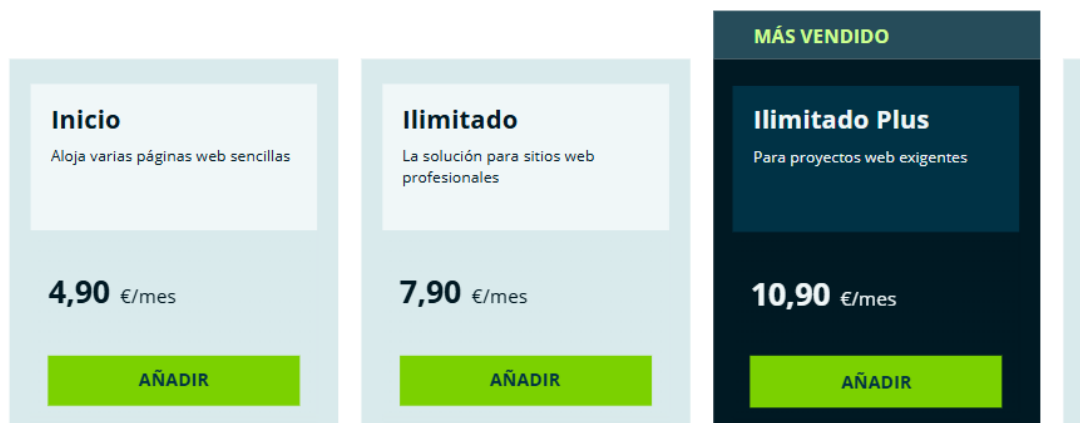 MÁS VENDIDO
Inicio
Aloja varias páginas web sencillas
4,90 €/mes
AÑADIR
Ilimitado
La solución para sitios web
profesionales
7,90 €/mes
AÑADIR
Ilimitado Plus
Para proyectos web exigentes
10,90 €/mes
AÑADIR